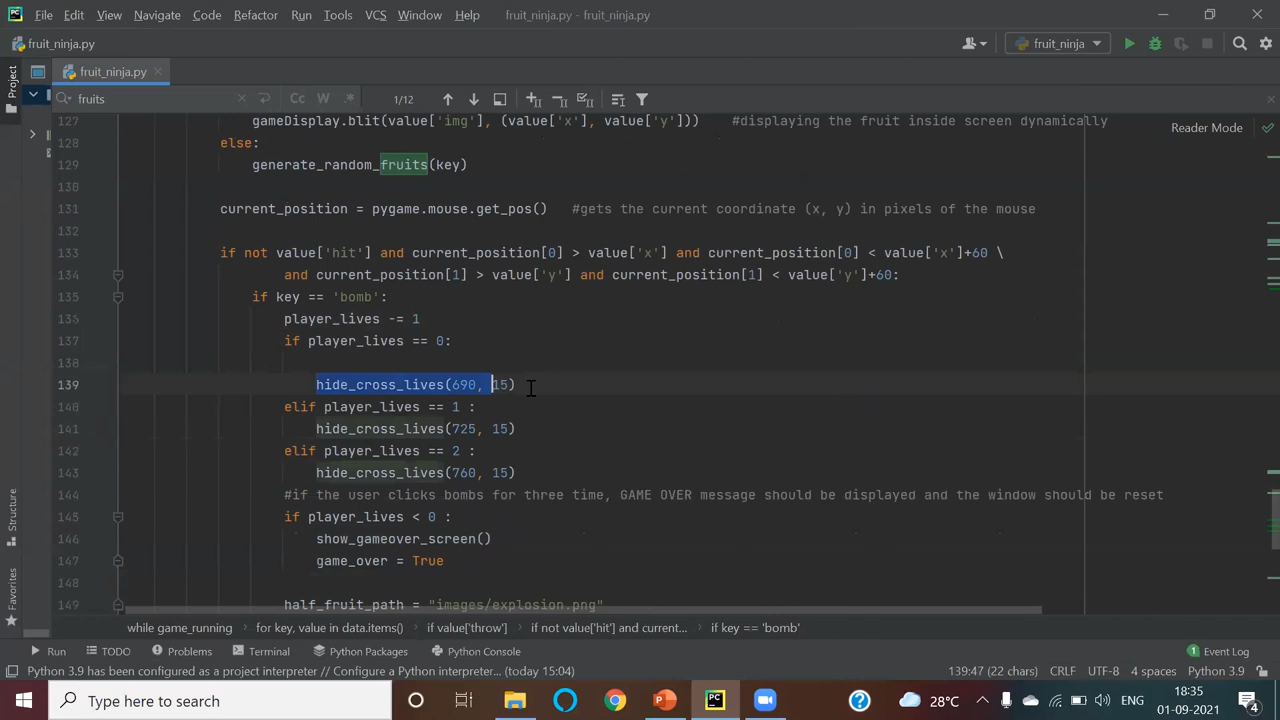 File Edit View Navigate Code Refactor Run Tools VCS Window Help fruit_ninja.py - fruit_ninja.py
fruit_ninja.py fruit_ninja
Project fruit_ninja.py
fruits Cc W .* 1/12
Reader Mode
127 gameDisplay.blit(value['img'], (value['x'], value['y'])) #displaying the fruit inside screen dynamically
128 else:
129 generate_random_fruits(key)
130
131 current_position = pygame.mouse.get_pos() #gets the current coordinate (x, y) in pixels of the mouse
132
133 if not value['hit'] and current_position[0] > value['x'] and current_position[0] < value['x']+60 \
134 and current_position[1] > value['y'] and current_position[1] < value['y']+60:
135 if key == 'bomb':
136 player_lives -= 1
137 if player_lives == 0:
138
139 hide_cross_lives(690, 15)
140 elif player_lives == 1 :
141 hide_cross_lives(725, 15)
142 elif player_lives == 2 :
143 hide_cross_lives(760, 15)
144 #if the user clicks bombs for three time, GAME OVER message should be displayed and the window should be reset
145 if player_lives < 0 :
146 show_gameover_screen()
147 game_over = True
148
149 half_fruit_path = "images/explosion.png"
Structure
Favorites
while game_running for key, value in data.items() if value['throw'] if not value['hit'] and current... if key == 'bomb'
Run TODO Problems Terminal Python Packages Python Console 1 Event Log
Python 3.9 has been configured as a project interpreter // Configure a Python interpreter... (today 15:04) 139:47 (22 chars) CRLF UTF-8 4 spaces Python 3.9
Type here to search 28°C ENG 18:35
01-09-2021 4